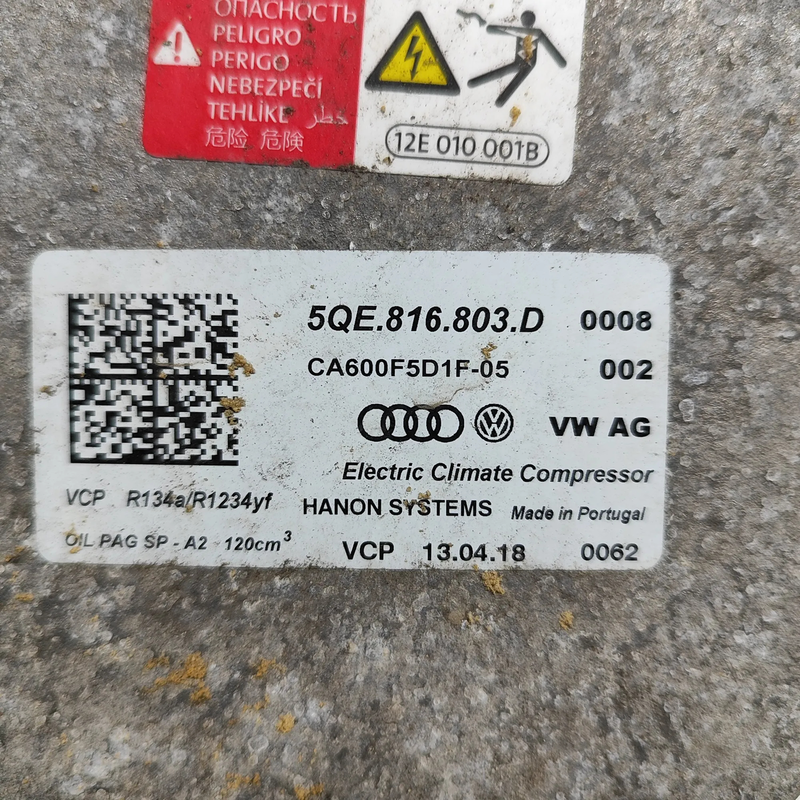 ОПАСНОСТЬ
PELIGRO
PERIGO
NEBEZPEČÍ
TEHLİKE خطر
危险 危険
12E 010 001B
5QE.816.803.D 0008
CA600F5D1F-05 002
VW AG
Electric Climate Compressor
VCP R134a/R1234yf HANON SYSTEMS Made in Portugal
OIL PAG SP - A2 120cm³ VCP 13.04.18 0062